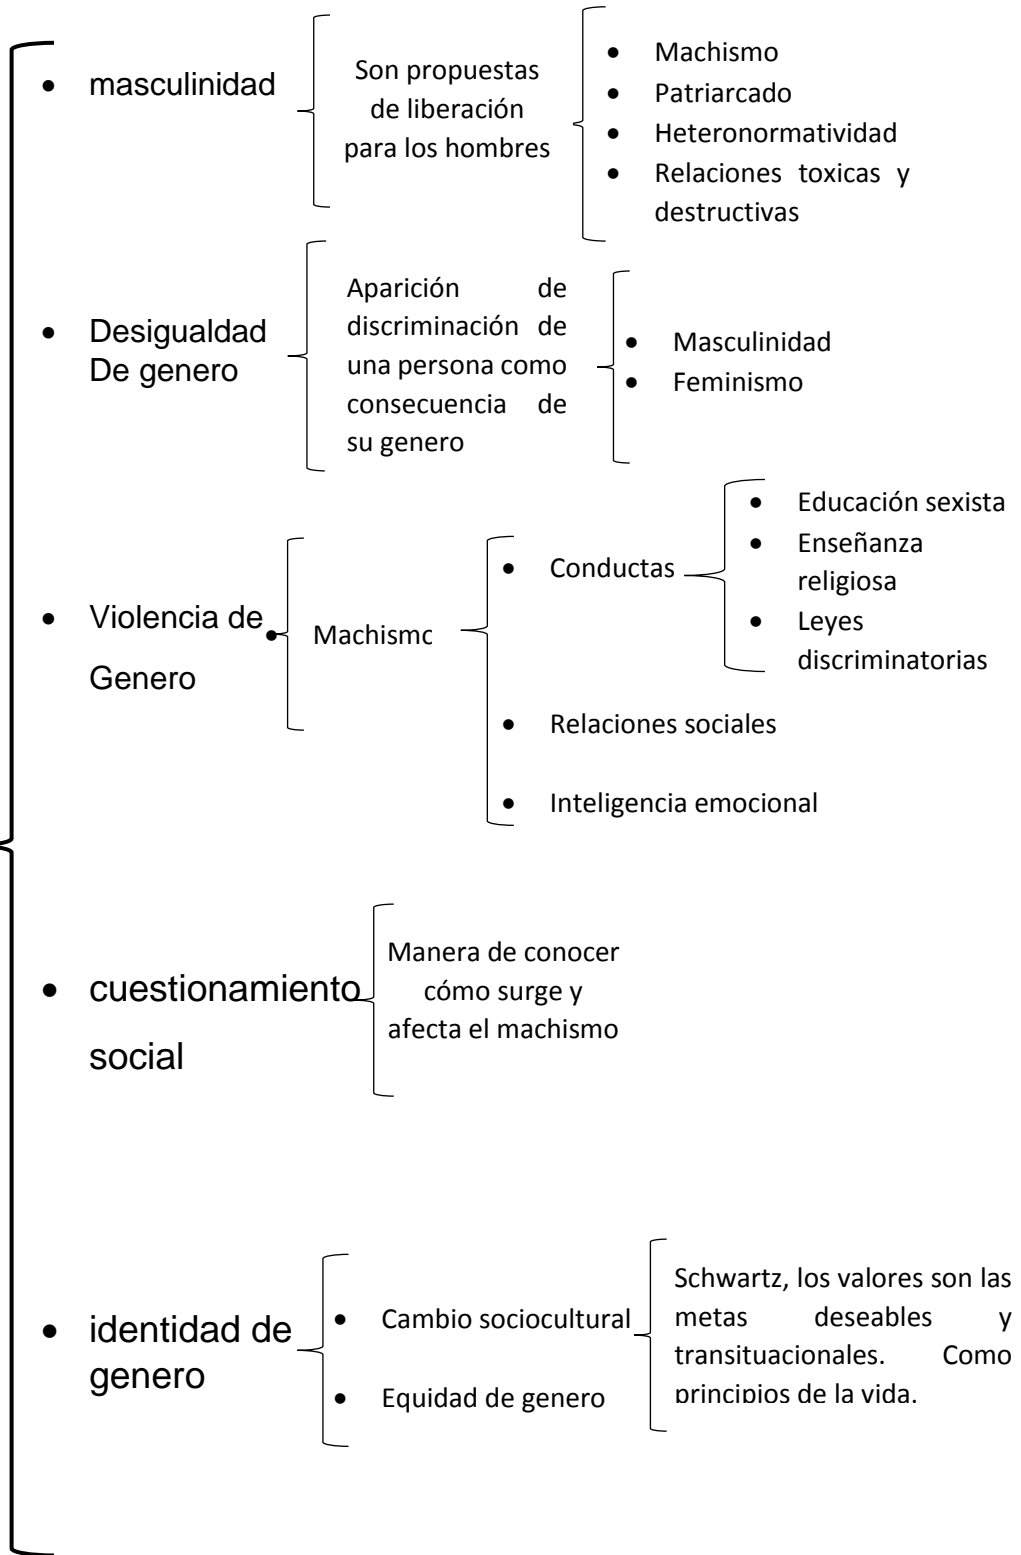 • masculinidad
Son propuestas
de liberación
para los hombres
• Machismo
• Patriarcado
• Heteronormatividad
• Relaciones toxicas y
destructivas
• Desigualdad
De genero
Aparición de
discriminación de
una persona como
consecuencia de
su genero
• Masculinidad
• Feminismo
• Violencia de
Genero
• Machismo
• Conductas
• Educación sexista
• Enseñanza
religiosa
• Leyes
discriminatorias
• Relaciones sociales
• Inteligencia emocional
• cuestionamiento
social
Manera de conocer
cómo surge y
afecta el machismo
• identidad de
genero
• Cambio sociocultural
• Equidad de genero
Schwartz, los valores son las
metas deseables y
transituacionales. Como
principios de la vida.